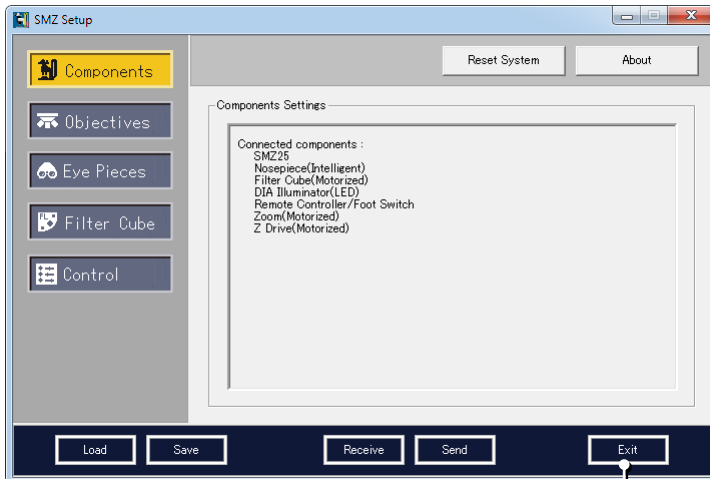 SMZ Setup
Components
Objectives
Eye Pieces
Filter Cube
Control
Reset System
About
Components Settings
Connected components :
SMZ25
Nosepiece(Intelligent)
Filter Cube(Motorized)
DIA Illuminator(LED)
Remote Controller/Foot Switch
Zoom(Motorized)
Z Drive(Motorized)
Load
Save
Receive
Send
Exit